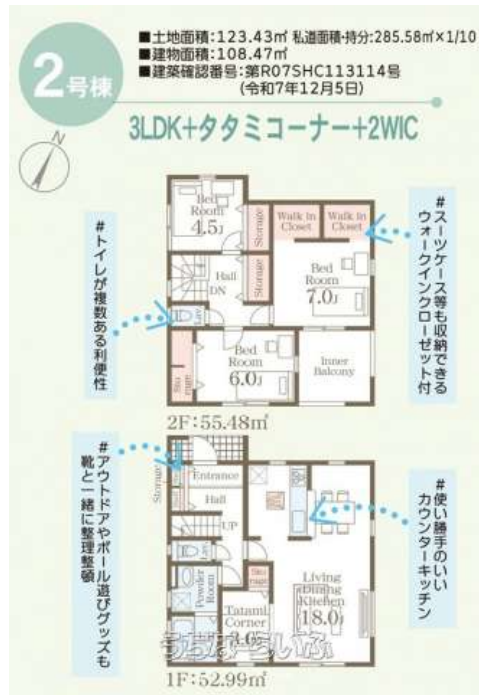 2号棟
■土地面積:123.43㎡ 私道面積・持分:285.58㎡×1/10
■建物面積:108.47㎡
■建築確認番号:第R07SHC113114号
(令和7年12月5日)
3LDK+タタミコーナー+2WIC
N
#スーツケース等も収納できる
ウォークインクローゼット付
#トイレが複数ある利便性
Bed
Room
4.5J
Storage
Walk in
Closet
Walk in
Closet
Hall
DN
Storage
Bed
Room
7.0J
Lav
Bed
Room
6.0J
Sto
rage
Inner
Balcony
2F:55.48㎡
#アウトドアやボール遊びグッズも
靴と一緒に整理整頓
#使い勝手のいい
カウンターキッチン
Storage
Entrance
Hall
UP
Lav
Powder
Room
Sto
rage
Tatami
Corner
3.0J
Living
Dining
Kitchen
18.0J
1F:52.99㎡